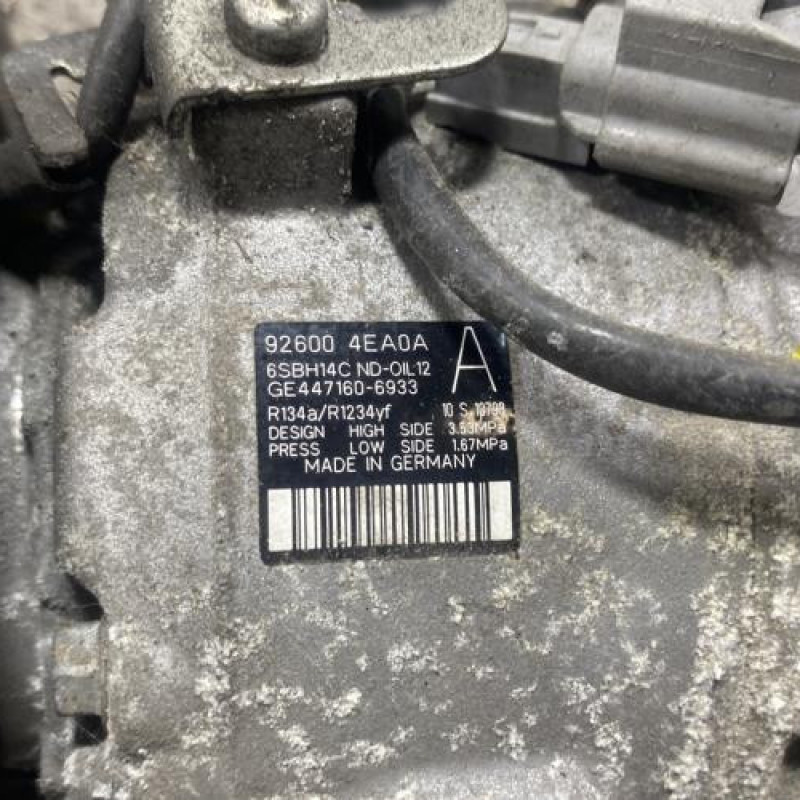 92600 4EA0A A
6SBH14C ND-OIL12
GE447160-6933
R134a/R1234yf 10 S
DESIGN HIGH SIDE 3.53MPa
PRESS LOW SIDE 1.67MPa
MADE IN GERMANY